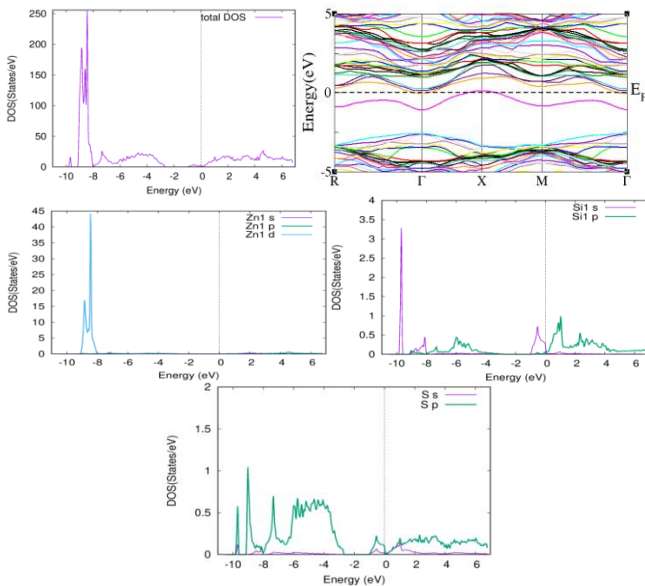 total DOS
DOS(States/eV)
250
200
150
100
50
0
-10 -8 -6 -4 -2 0 2 4 6
Energy (eV)
Energy(eV)
5
0
-5
E_F
R Γ X M Γ
Zn1 s
Zn1 p
Zn1 d
DOS(States/eV)
45
40
35
30
25
20
15
10
5
0
-10 -8 -6 -4 -2 0 2 4 6
Energy (eV)
Si1 s
Si1 p
DOS(States/eV)
4
3.5
3
2.5
2
1.5
1
0.5
0
-10 -8 -6 -4 -2 0 2 4 6
Energy (eV)
S s
S p
DOS(States/eV)
2
1.5
1
0.5
0
-10 -8 -6 -4 -2 0 2 4 6
Energy (eV)